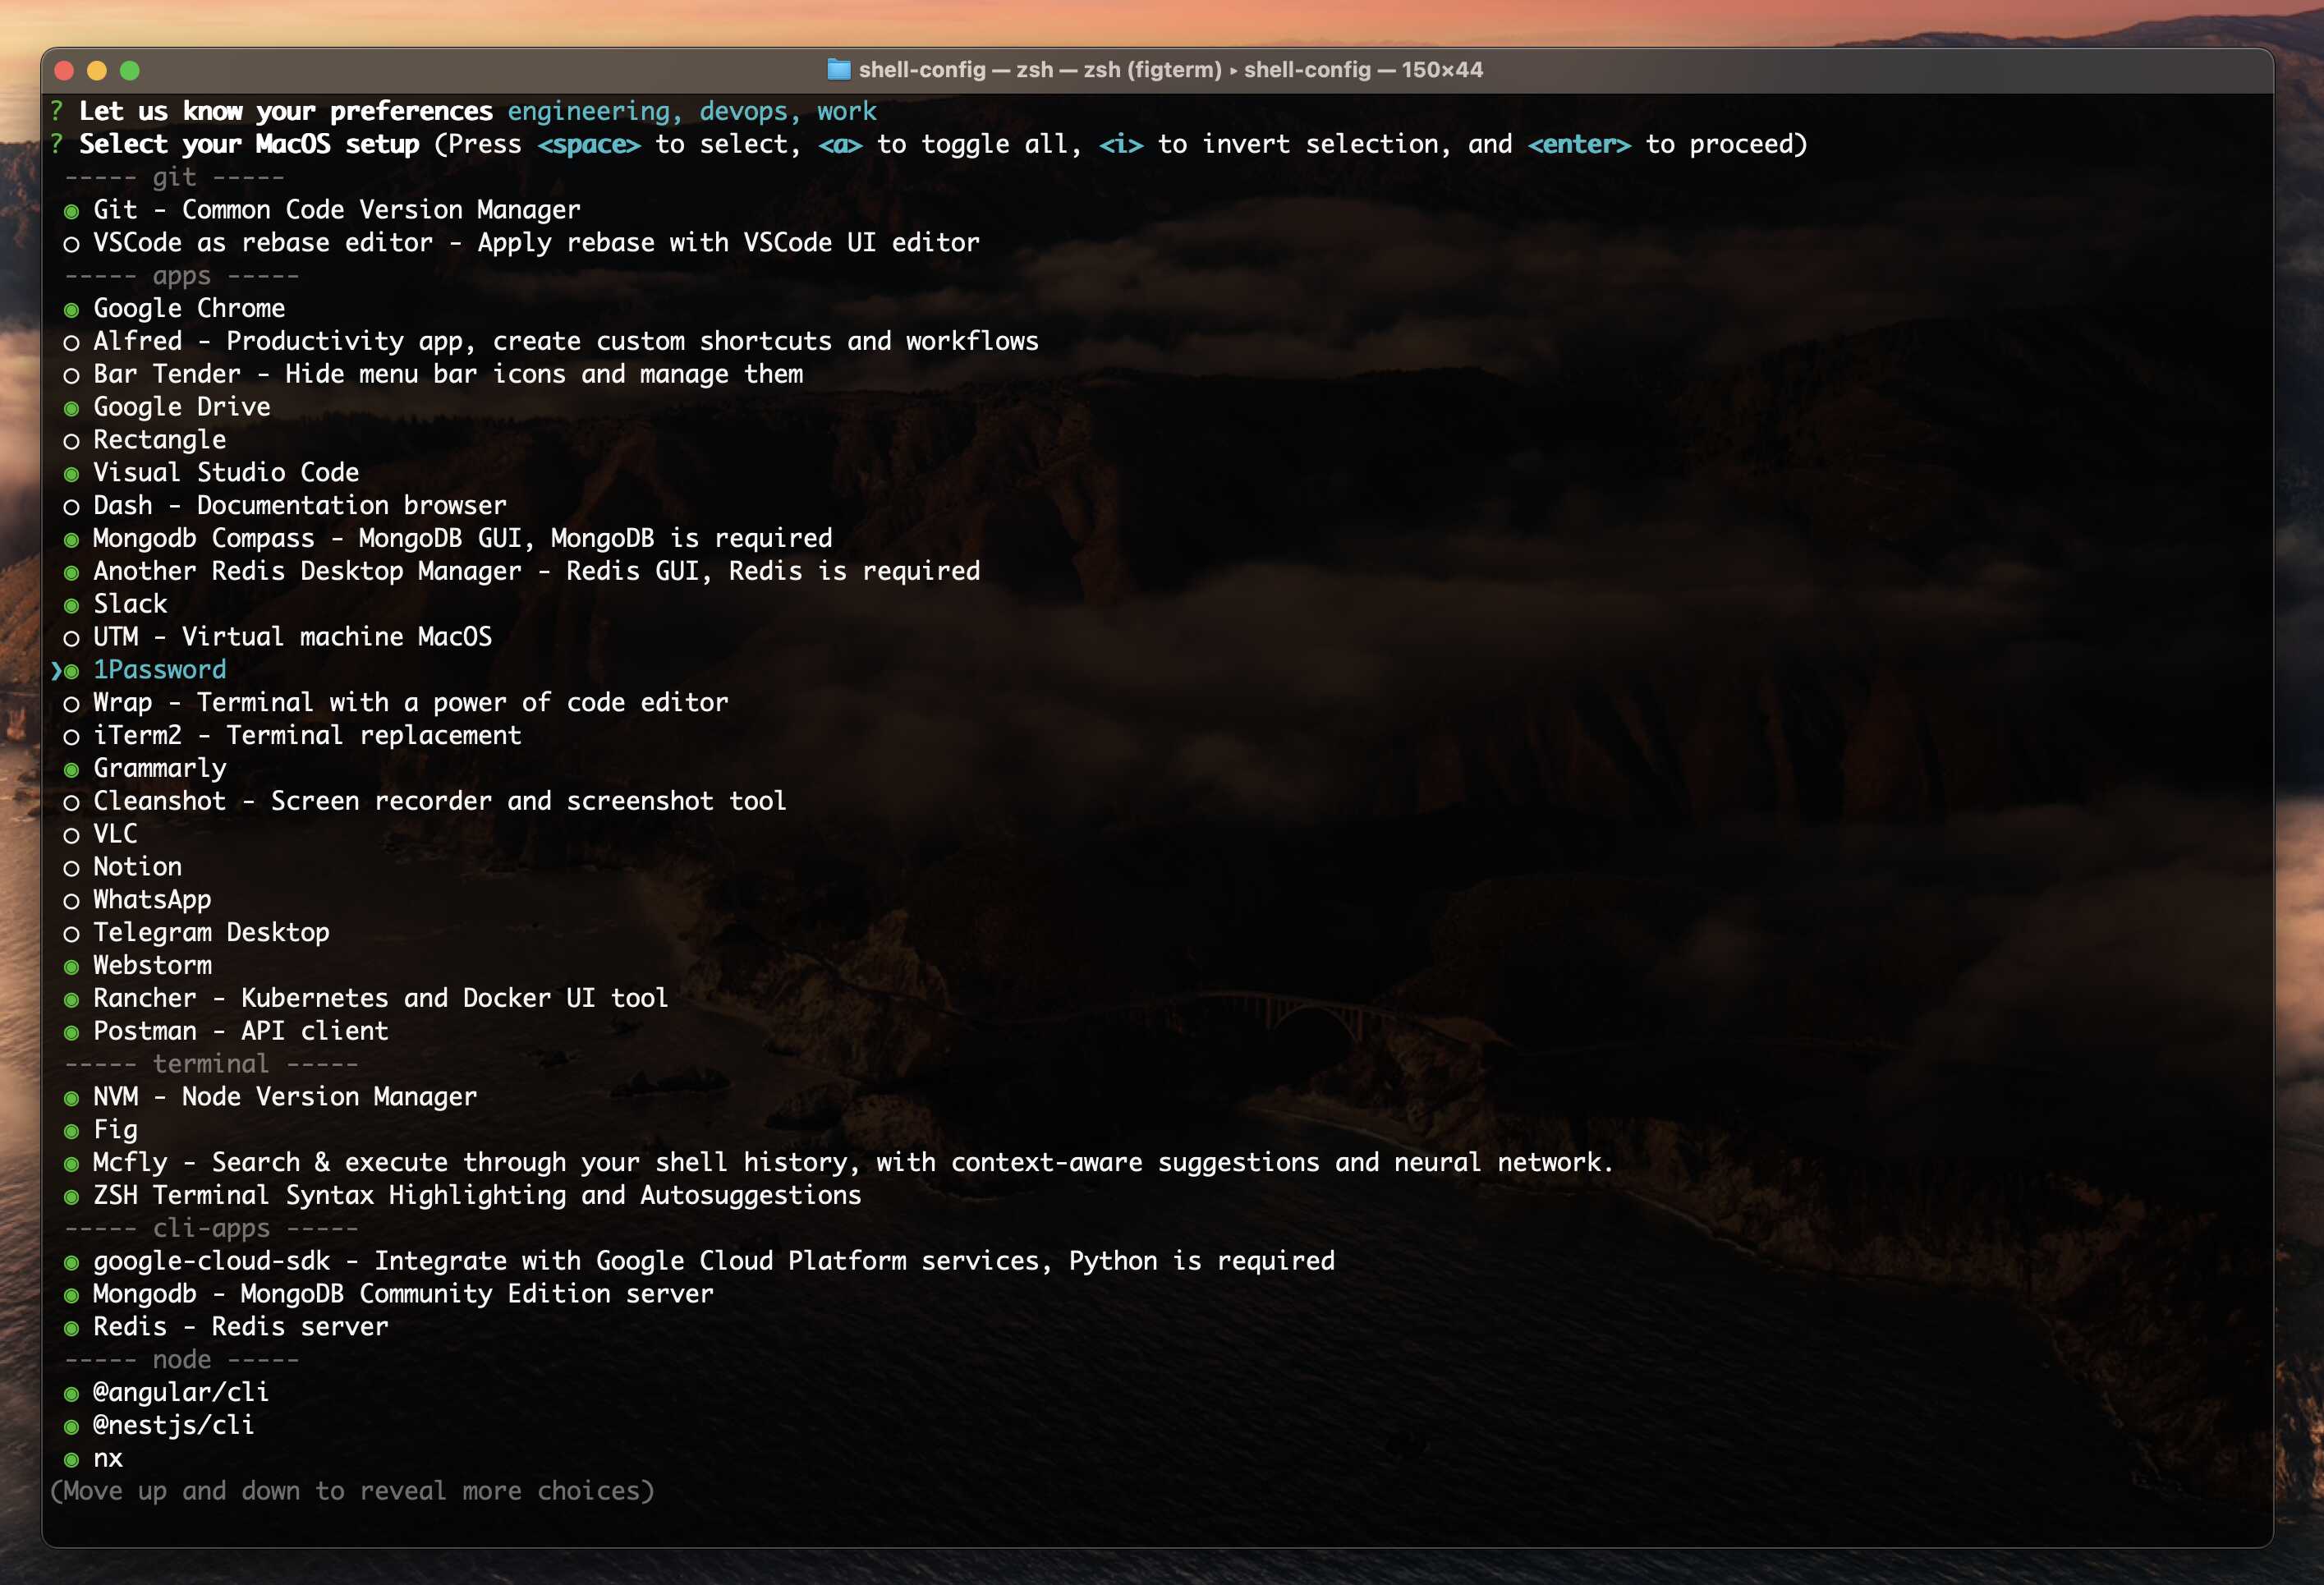 shell-config — zsh — zsh (figterm) ▸ shell-config — 150×44
? Let us know your preferences engineering, devops, work
? Select your MacOS setup (Press <space> to select, <a> to toggle all, <i> to invert selection, and <enter> to proceed)
----- git -----
◉ Git - Common Code Version Manager
◯ VSCode as rebase editor - Apply rebase with VSCode UI editor
----- apps -----
◉ Google Chrome
◯ Alfred - Productivity app, create custom shortcuts and workflows
◯ Bar Tender - Hide menu bar icons and manage them
◉ Google Drive
◯ Rectangle
◉ Visual Studio Code
◯ Dash - Documentation browser
◉ Mongodb Compass - MongoDB GUI, MongoDB is required
◉ Another Redis Desktop Manager - Redis GUI, Redis is required
◉ Slack
◯ UTM - Virtual machine MacOS
❯◉ 1Password
◯ Wrap - Terminal with a power of code editor
◯ iTerm2 - Terminal replacement
◉ Grammarly
◯ Cleanshot - Screen recorder and screenshot tool
◯ VLC
◯ Notion
◯ WhatsApp
◯ Telegram Desktop
◉ Webstorm
◉ Rancher - Kubernetes and Docker UI tool
◉ Postman - API client
----- terminal -----
◉ NVM - Node Version Manager
◉ Fig
◉ Mcfly - Search & execute through your shell history, with context-aware suggestions and neural network.
◉ ZSH Terminal Syntax Highlighting and Autosuggestions
----- cli-apps -----
◉ google-cloud-sdk - Integrate with Google Cloud Platform services, Python is required
◉ Mongodb - MongoDB Community Edition server
◉ Redis - Redis server
----- node -----
◉ @angular/cli
◉ @nestjs/cli
◉ nx
(Move up and down to reveal more choices)